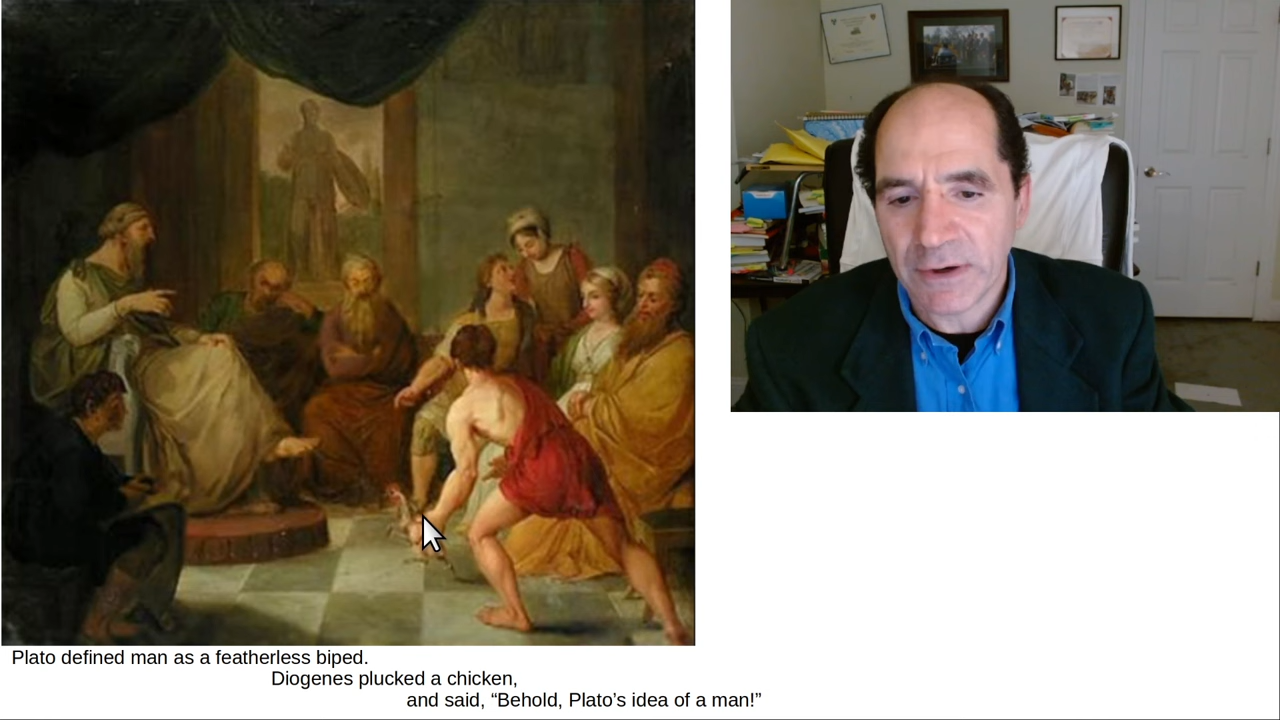 Plato defined man as a featherless biped.
Diogenes plucked a chicken,
and said, “Behold, Plato’s idea of a man!”